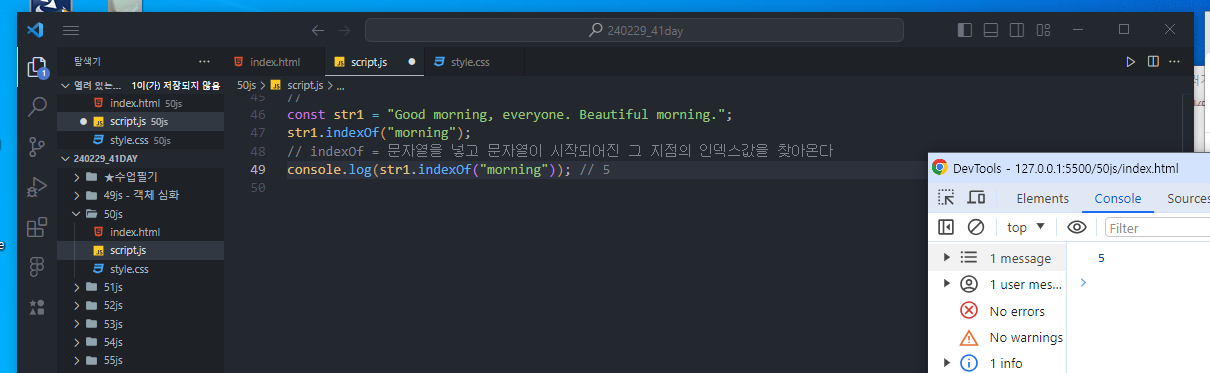 240229_41day
탐색기
index.html
script.js
style.css
열려 있는... 1이(가) 저장되지 않음
index.html 50js
script.js 50js
style.css 50js
240229_41DAY
★수업필기
49js - 객체 심화
50js
index.html
script.js
style.css
51js
52js
53js
54js
55js
50js > script.js > ...
45 //
46 const str1 = "Good morning, everyone. Beautiful morning.";
47 str1.indexOf("morning");
48 // indexOf = 문자열을 넣고 문자열이 시작되어진 그 지점의 인덱스값을 찾아온다
49 console.log(str1.indexOf("morning")); // 5
50
DevTools - 127.0.0.1:5500/50js/index.html
Elements Console Sources
top Filter
1 message
1 user mes...
No errors
No warnings
1 info
5